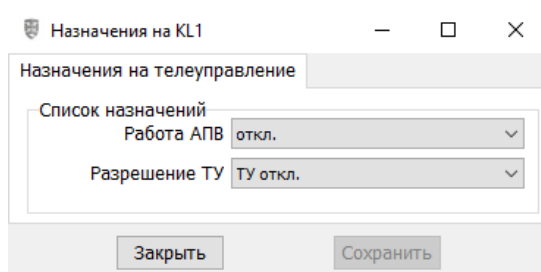 Назначения на KL1
Назначения на телеуправление
Список назначений
Работа АПВ откл.
Разрешение ТУ ТУ откл.
Закрыть Сохранить